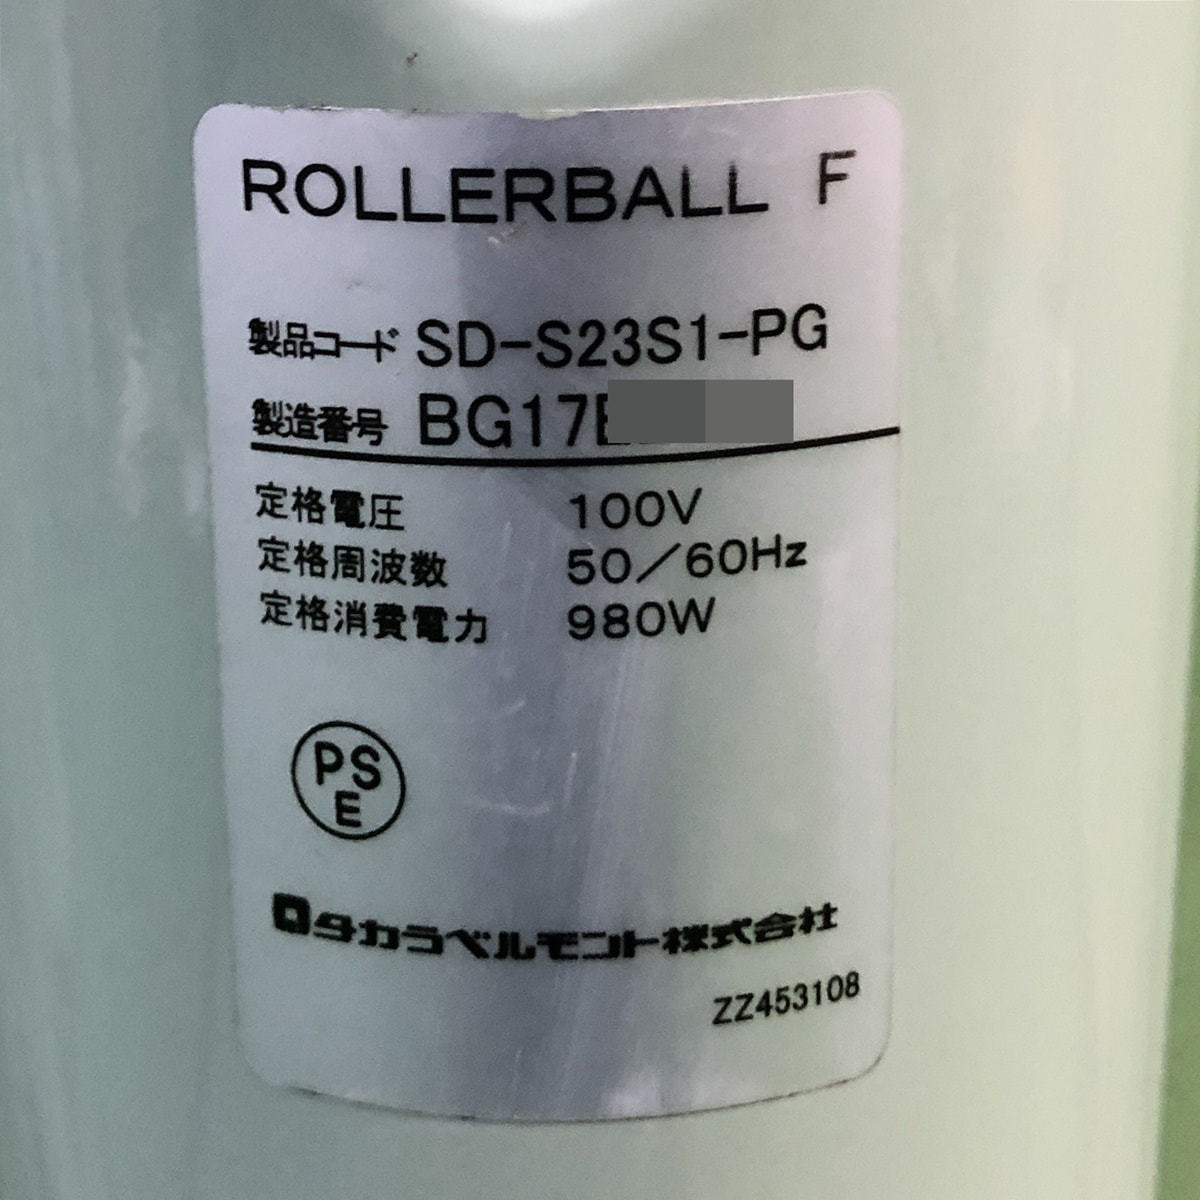 ROLLERBALL F
製品コード SD-S23S1-PG
製造番号 BG17
定格電圧 100V
定格周波数 50/60Hz
定格消費電力 980W
PS
E
タカラベルモント株式会社
ZZ453108